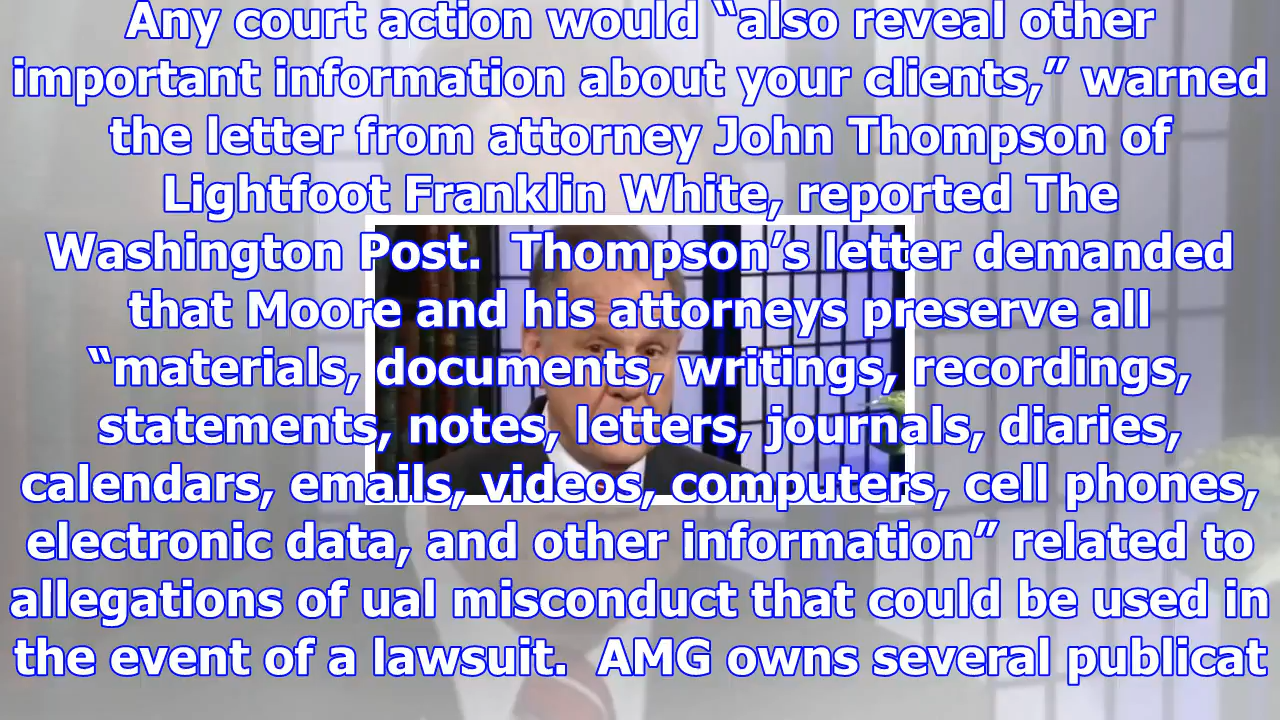 Any court action would “also reveal other
important information about your clients,” warned
the letter from attorney John Thompson of
Lightfoot Franklin White, reported The
Washington Post.  Thompson’s letter demanded
that Moore and his attorneys preserve all
“materials, documents, writings, recordings,
statements, notes, letters, journals, diaries,
calendars, emails, videos, computers, cell phones,
electronic data, and other information” related to
allegations of ual misconduct that could be used in
the event of a lawsuit.  AMG owns several publicat